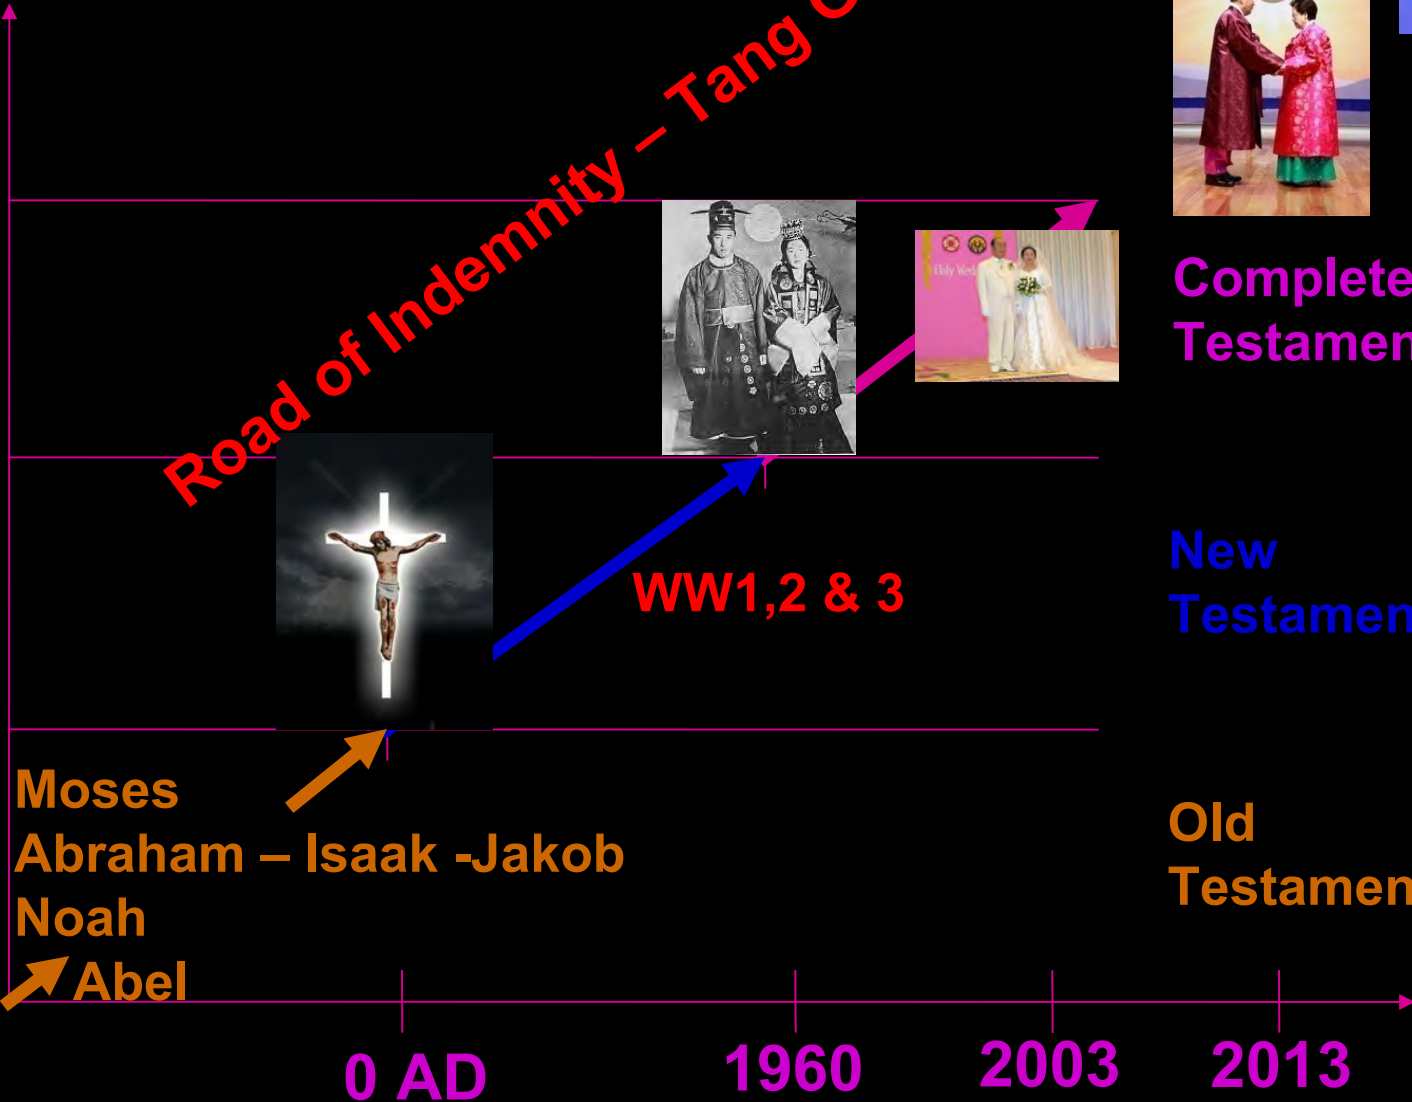 Road of Indemnity – Tang
Holy
Complete
Testamen
New
Testamen
WW1,2 & 3
Moses
Abraham – Isaak -Jakob
Noah
Abel
Old
Testamen
0 AD
1960
2003
2013